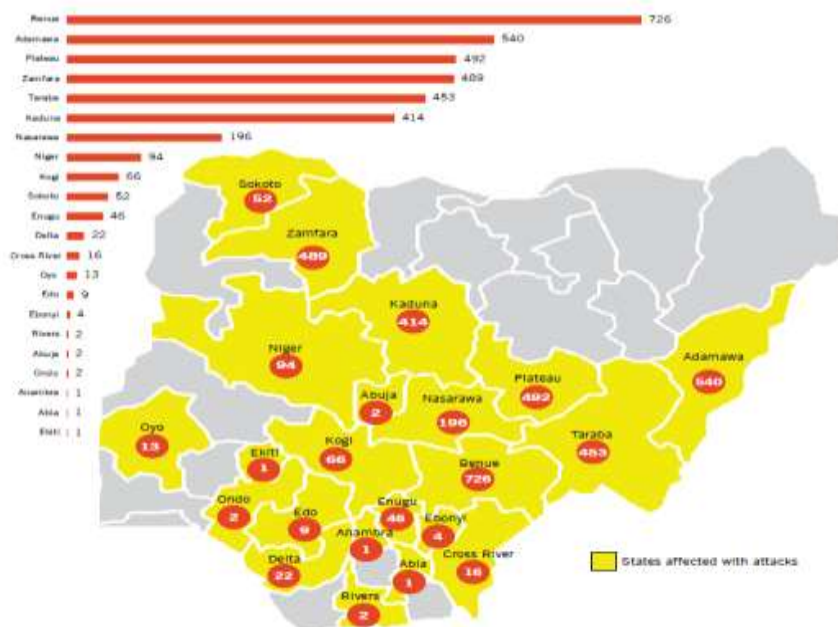 Benue 726
Adamawa 540
Plateau 492
Zamfara 489
Taraba 453
Kaduna 414
Nasarawa 196
Niger 94
Kogi 66
Sokoto 52
Enugu 46
Delta 22
Cross River 16
Oyo 13
Edo 9
Ebonyi 4
Rivers 2
Abuja 2
Ondo 2
Anambra 1
Abia 1
Ekiti 1
Sokoto
52
Zamfara
489
Kaduna
414
Niger
94
Adamawa
540
Plateau
492
Abuja
2
Nasarawa
196
Taraba
453
Oyo
13
Kogi
66
Ekiti
1
Benue
726
Ondo
2
Edo
9
Enugu
46
Ebonyi
4
Anambra
1
Delta
22
Abia
1
Cross River
16
Rivers
2
States affected with attacks